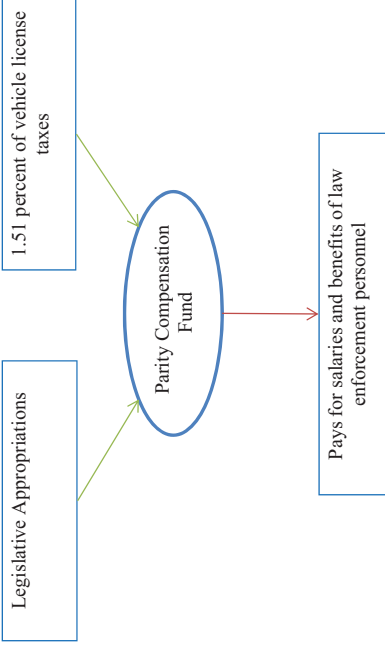 Legislative Appropriations
1.51 percent of vehicle license
taxes
Parity Compensation
Fund
Pays for salaries and benefits of law
enforcement personnel